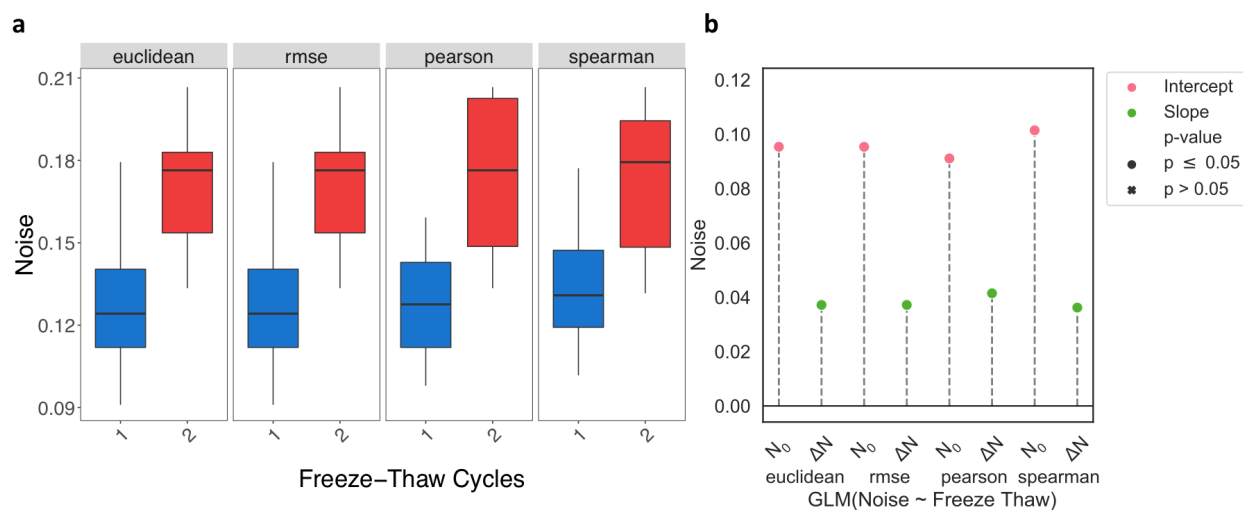 a
euclidean rmse pearson spearman
0.21
0.18
0.15
0.12
0.09
Noise
1 2 1 2 1 2 1 2
Freeze−Thaw Cycles
b
0.12
0.10
0.08
0.06
0.04
0.02
0.00
Noise
N₀ ΔN N₀ ΔN N₀ ΔN N₀ ΔN
euclidean rmse pearson spearman
GLM(Noise ~ Freeze Thaw)
Intercept
Slope
p-value
p ≤ 0.05
p > 0.05